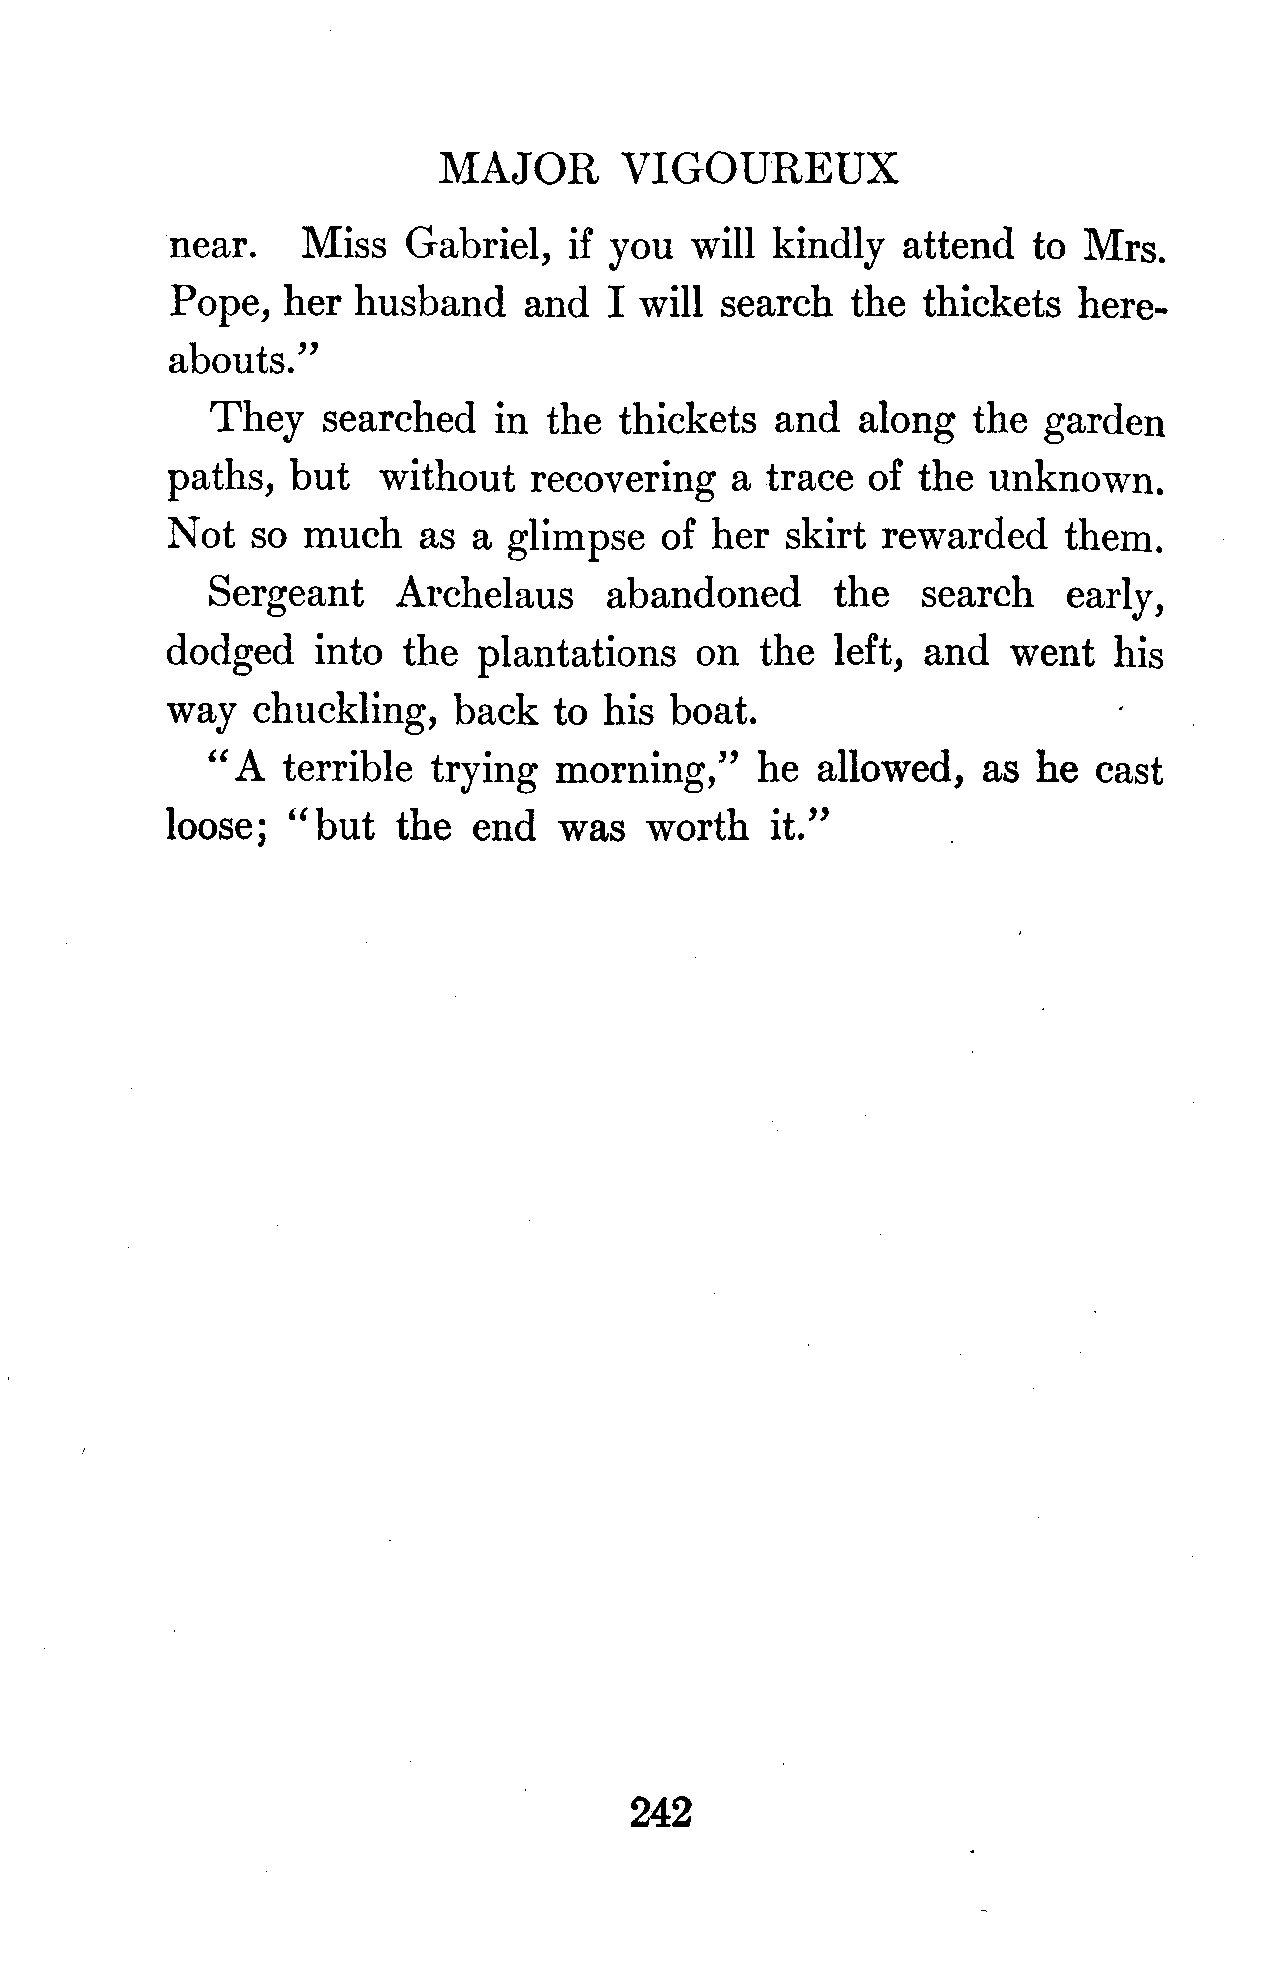 MAJOR VIGOUREUX
near. Miss Gabriel, if you will kindly attend to Mrs.
Pope, her husband and I will search the thickets here-
abouts.”
They searched in the thickets and along the garden
paths, but without recovering a trace of the unknown.
Not so much as a glimpse of her skirt rewarded them.
Sergeant Archelaus abandoned the search early,
dodged into the plantations on the left, and went his
way chuckling, back to his boat.
“A terrible trying morning,” he allowed, as he cast
loose; “but the end was worth it.”
242